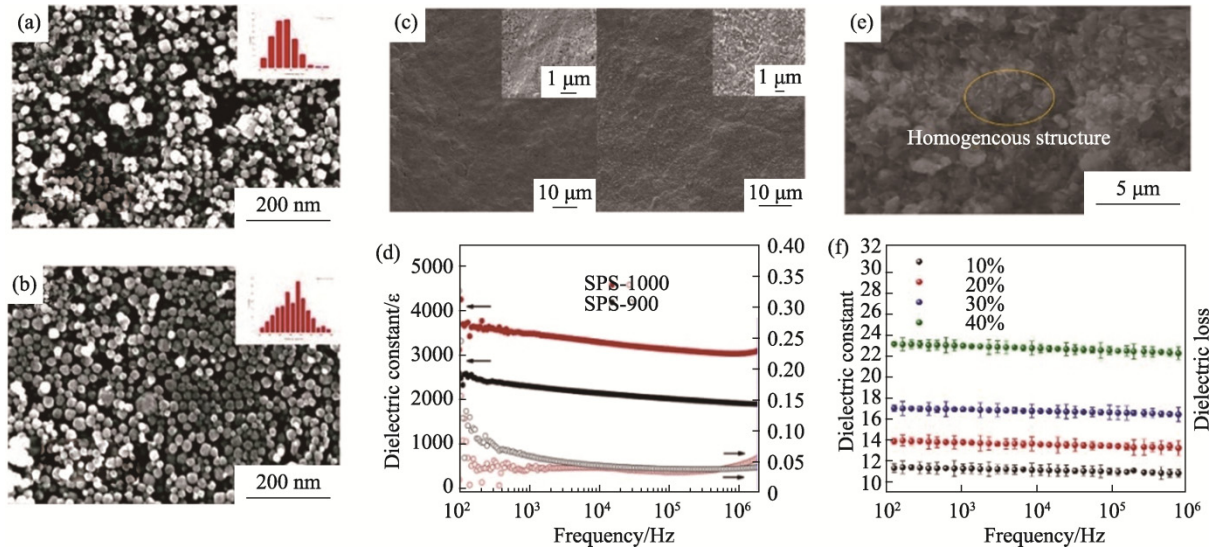 (a)
200 nm
(b)
200 nm
(c)
1 μm
1 μm
10 μm
10 μm
(d)
5000
4000
3000
2000
1000
0
Dielectric constant/ε
SPS-1000
SPS-900
0.40
0.35
0.30
0.25
0.20
0.15
0.10
0.05
0
10² 10³ 10⁴ 10⁵ 10⁶
Frequency/Hz
(e)
Homogencous structure
5 μm
(f)
32
30
28
26
24
22
20
18
16
14
12
10
Dielectric constant
10%
20%
30%
40%
Dielectric loss
10² 10³ 10⁴ 10⁵ 10⁶
Frequency/Hz